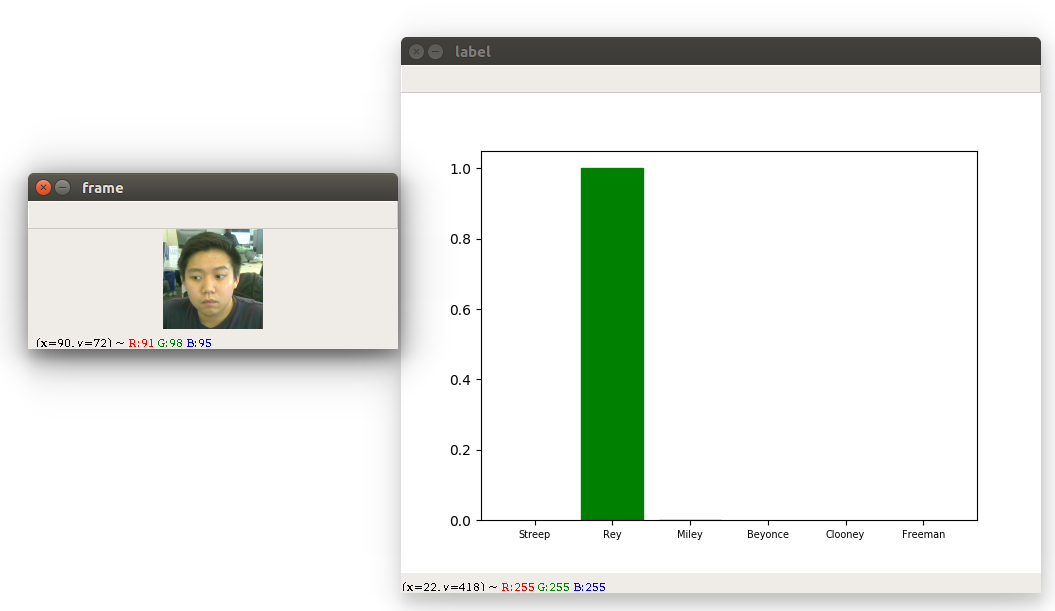 frame
(x=90, y=72) ~ R:91 G:98 B:95
label
1.0
0.8
0.6
0.4
0.2
0.0
Streep Rey Miley Beyonce Clooney Freeman
(x=22, y=418) ~ R:255 G:255 B:255